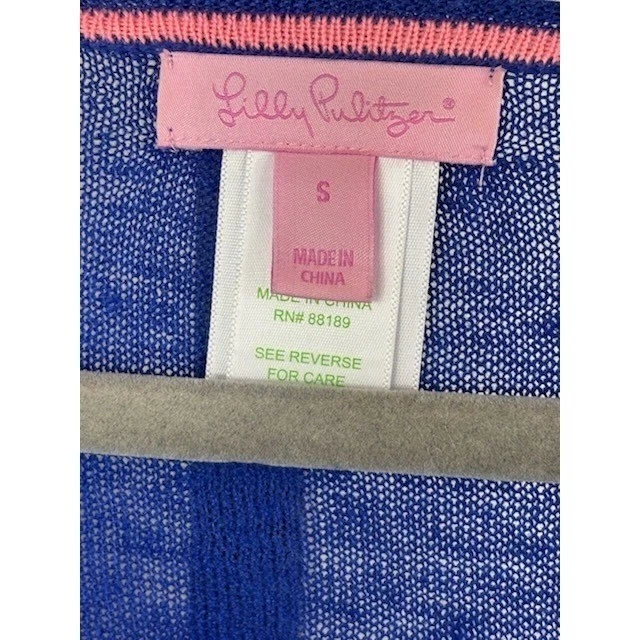 Lilly Pulitzer®
S
MADE IN
CHINA
MADE IN CHINA
RN# 88189
SEE REVERSE
FOR CARE